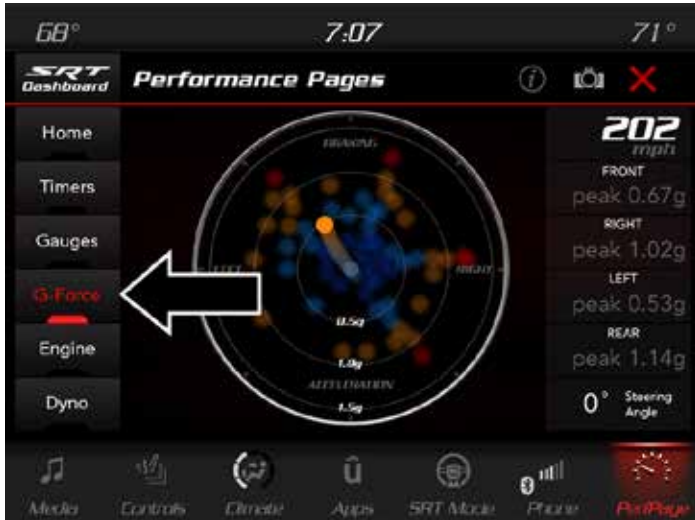 68° 7:07 71°
SRT
Dashboard
Performance Pages
i
Home
Timers
Gauges
G-Force
Engine
Dyno
BRAKING
LEFT
RIGHT
0.5g
1.0g
ACCELERATION
1.5g
202
mph
FRONT
peak 0.67g
RIGHT
peak 1.02g
LEFT
peak 0.53g
REAR
peak 1.14g
0° Steering
Angle
Media Controls Climate Apps SRT Mode Phone PerfPage